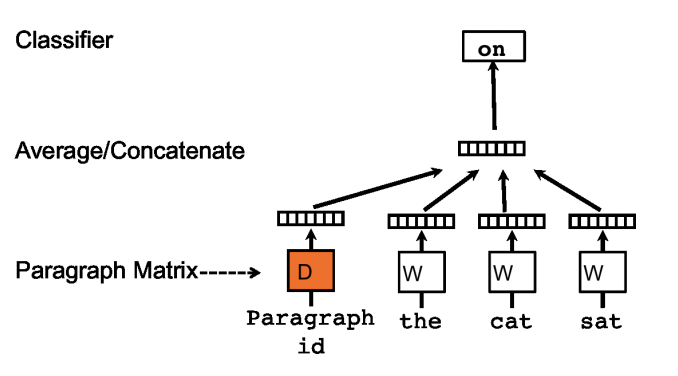 Classifier
on
Average/Concatenate
Paragraph Matrix----->
D W W W
Paragraph the cat sat
id